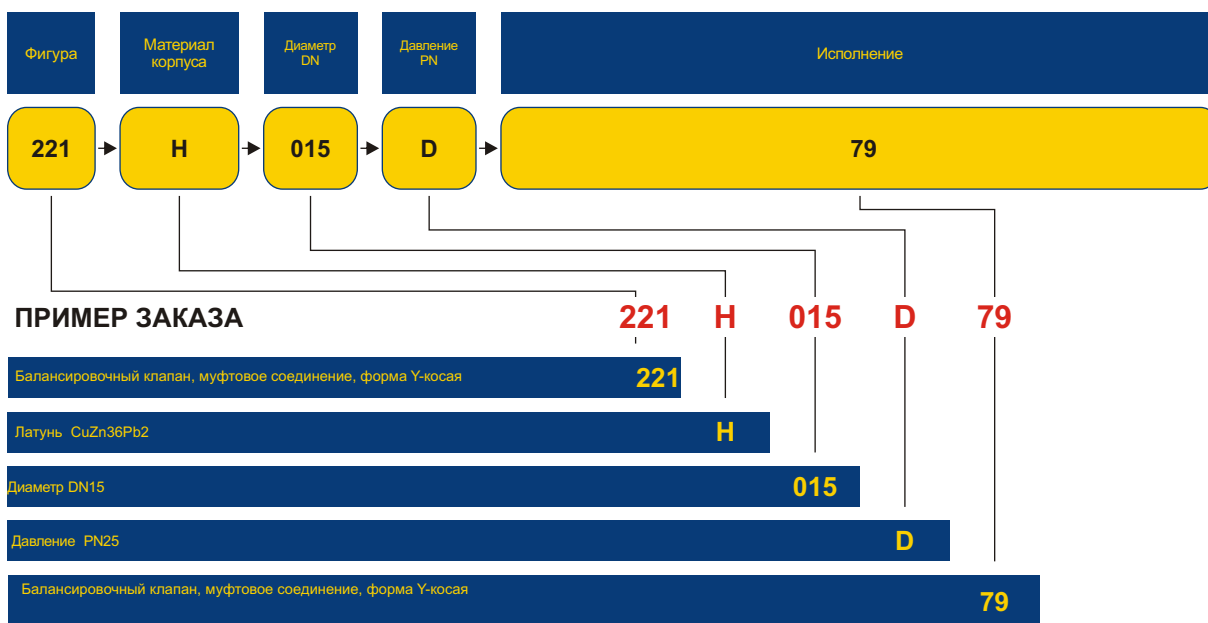 Фигура
Материал
корпуса
Диаметр
DN
Давление
PN
Исполнение
221
H
015
D
79
ПРИМЕР ЗАКАЗА
221 H 015 D 79
Балансировочный клапан, муфтовое соединение, форма Y-косая 221
Латунь CuZn36Pb2 H
Диаметр DN15 015
Давление PN25 D
Балансировочный клапан, муфтовое соединение, форма Y-косая 79